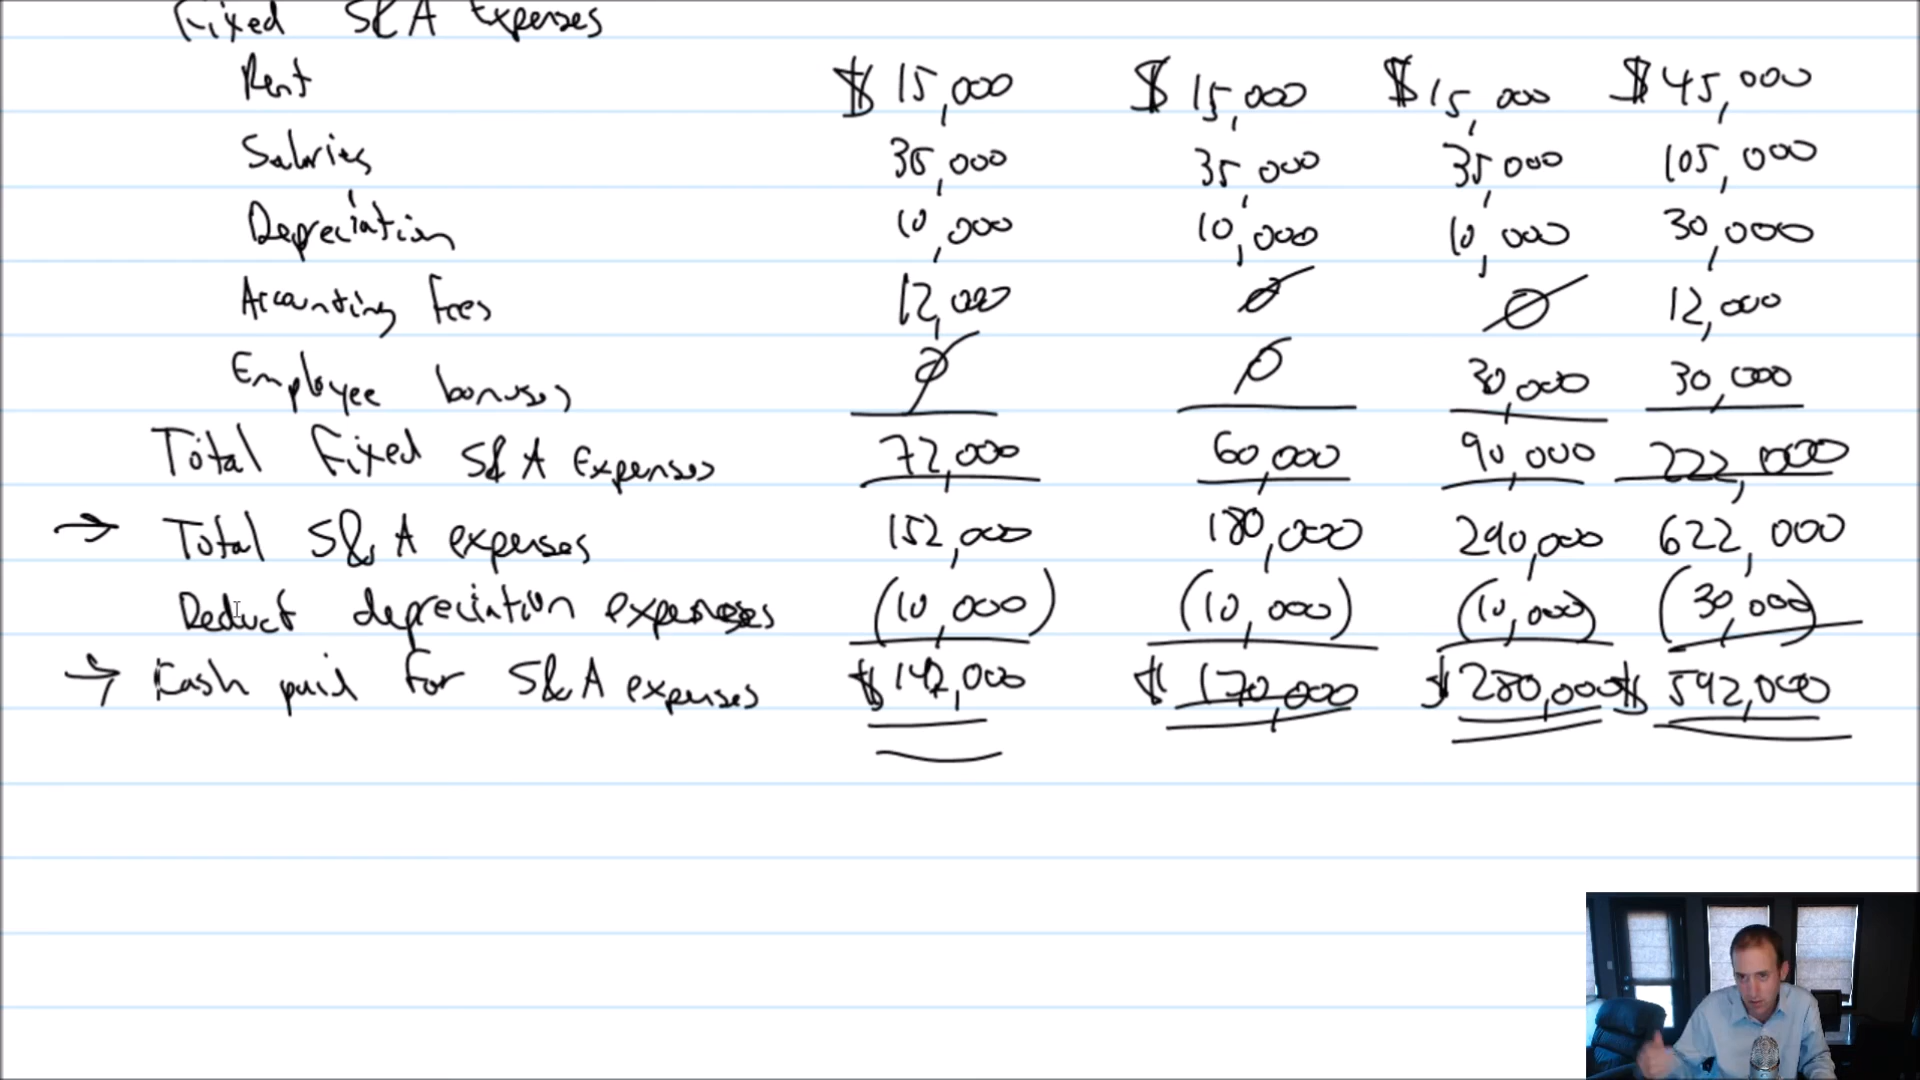 Fixed S&A Expenses
Rent $ 15,000 $ 15,000 $ 15,000 $ 45,000
Salaries 35,000 35,000 35,000 105,000
Depreciation 10,000 10,000 10,000 30,000
Accounting Fees 12,000 Ø Ø 12,000
Employee bonuses Ø Ø 30,000 30,000
Total Fixed S&A Expenses 72,000 60,000 90,000 222,000
→ Total S&A expenses 152,000 180,000 290,000 622,000
Deduct depreciation expenses (10,000) (10,000) (10,000) (30,000)
→ Cash paid for S&A expenses $ 142,000 $ 170,000 $ 280,000 $ 592,000